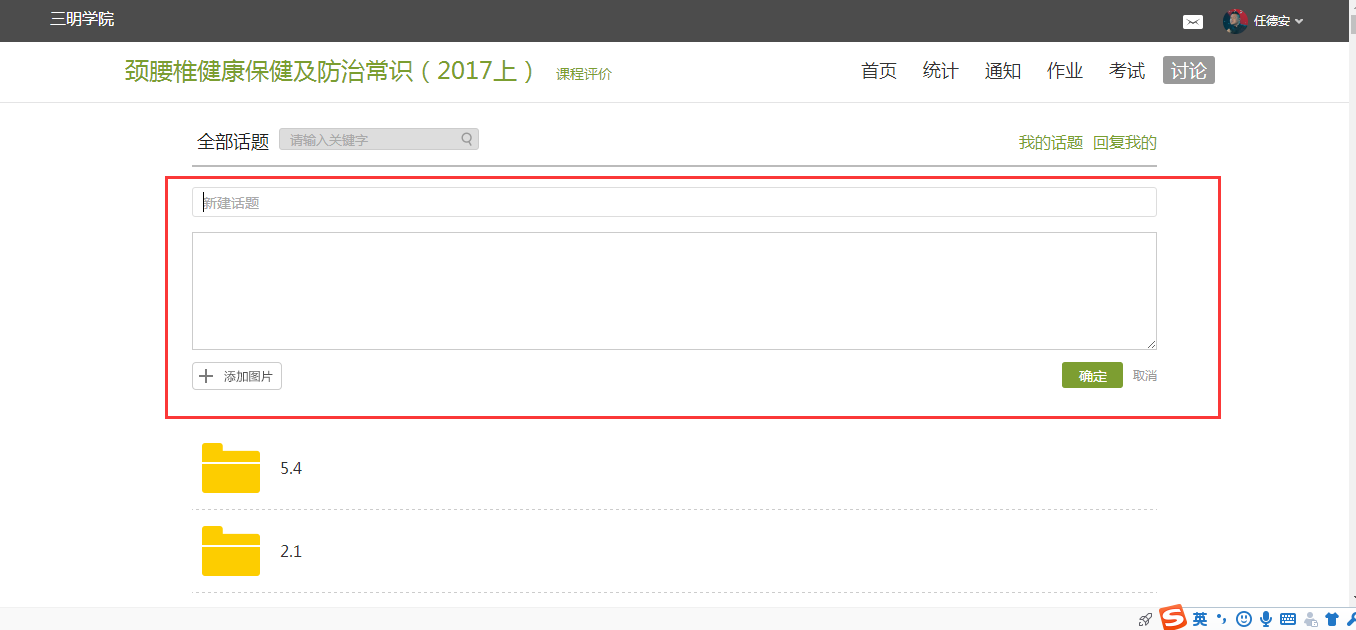 三明学院
任德安
颈腰椎健康保健及防治常识（2017上） 课程评价
首页 统计 通知 作业 考试 讨论
全部话题 请输入关键字
我的话题 回复我的
新建话题
添加图片
确定 取消
5.4
2.1
S 英